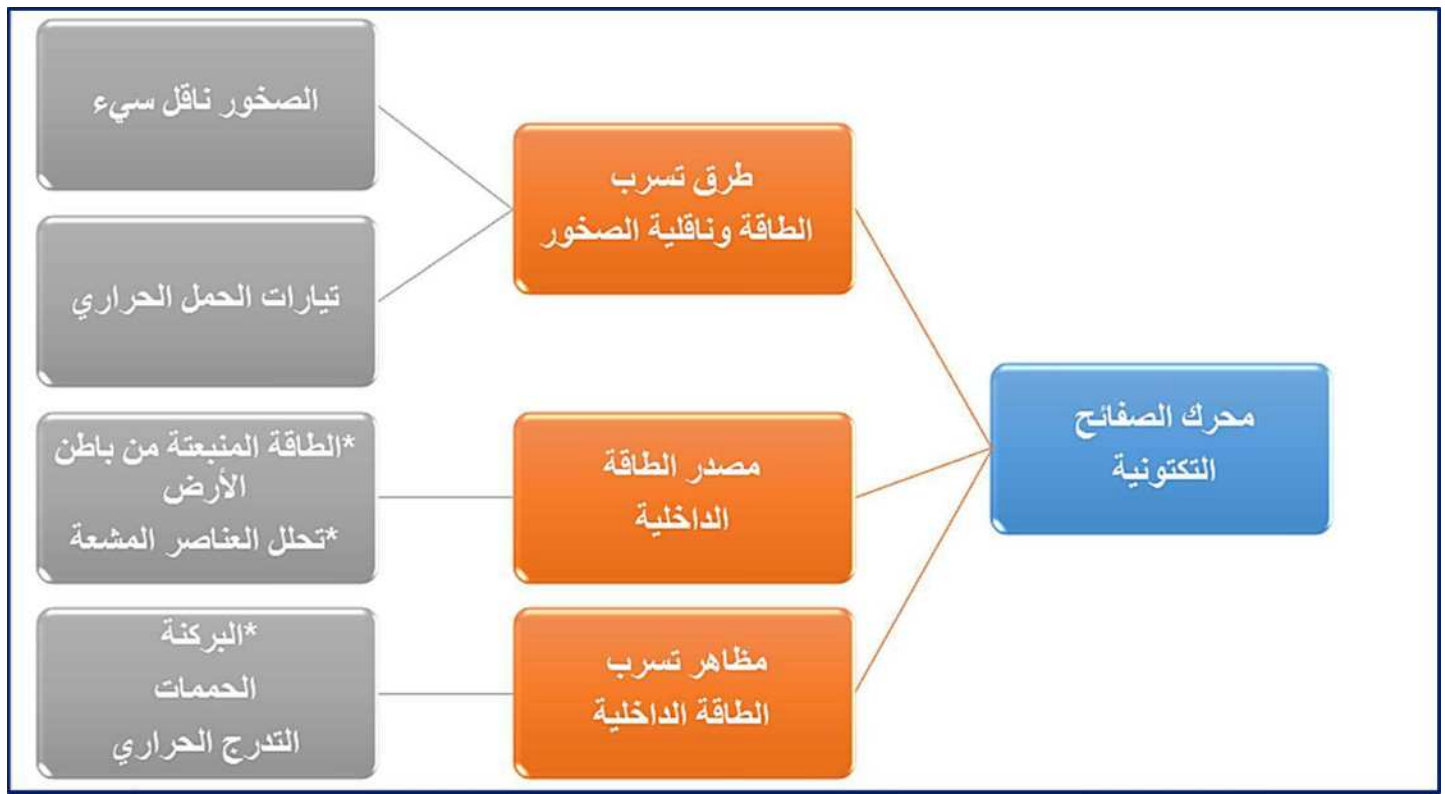 محرك الصفائح
التكتونية
طرق تسرب
الطاقة وناقلية الصخور
الصخور ناقل سيء
تيارات الحمل الحراري
مصدر الطاقة
الداخلية
*الطاقة المنبعتة من باطن
الأرض
*تحلل العناصر المشعة
مظاهر تسرب
الطاقة الداخلية
*البركنة
الحممات
التدرج الحراري